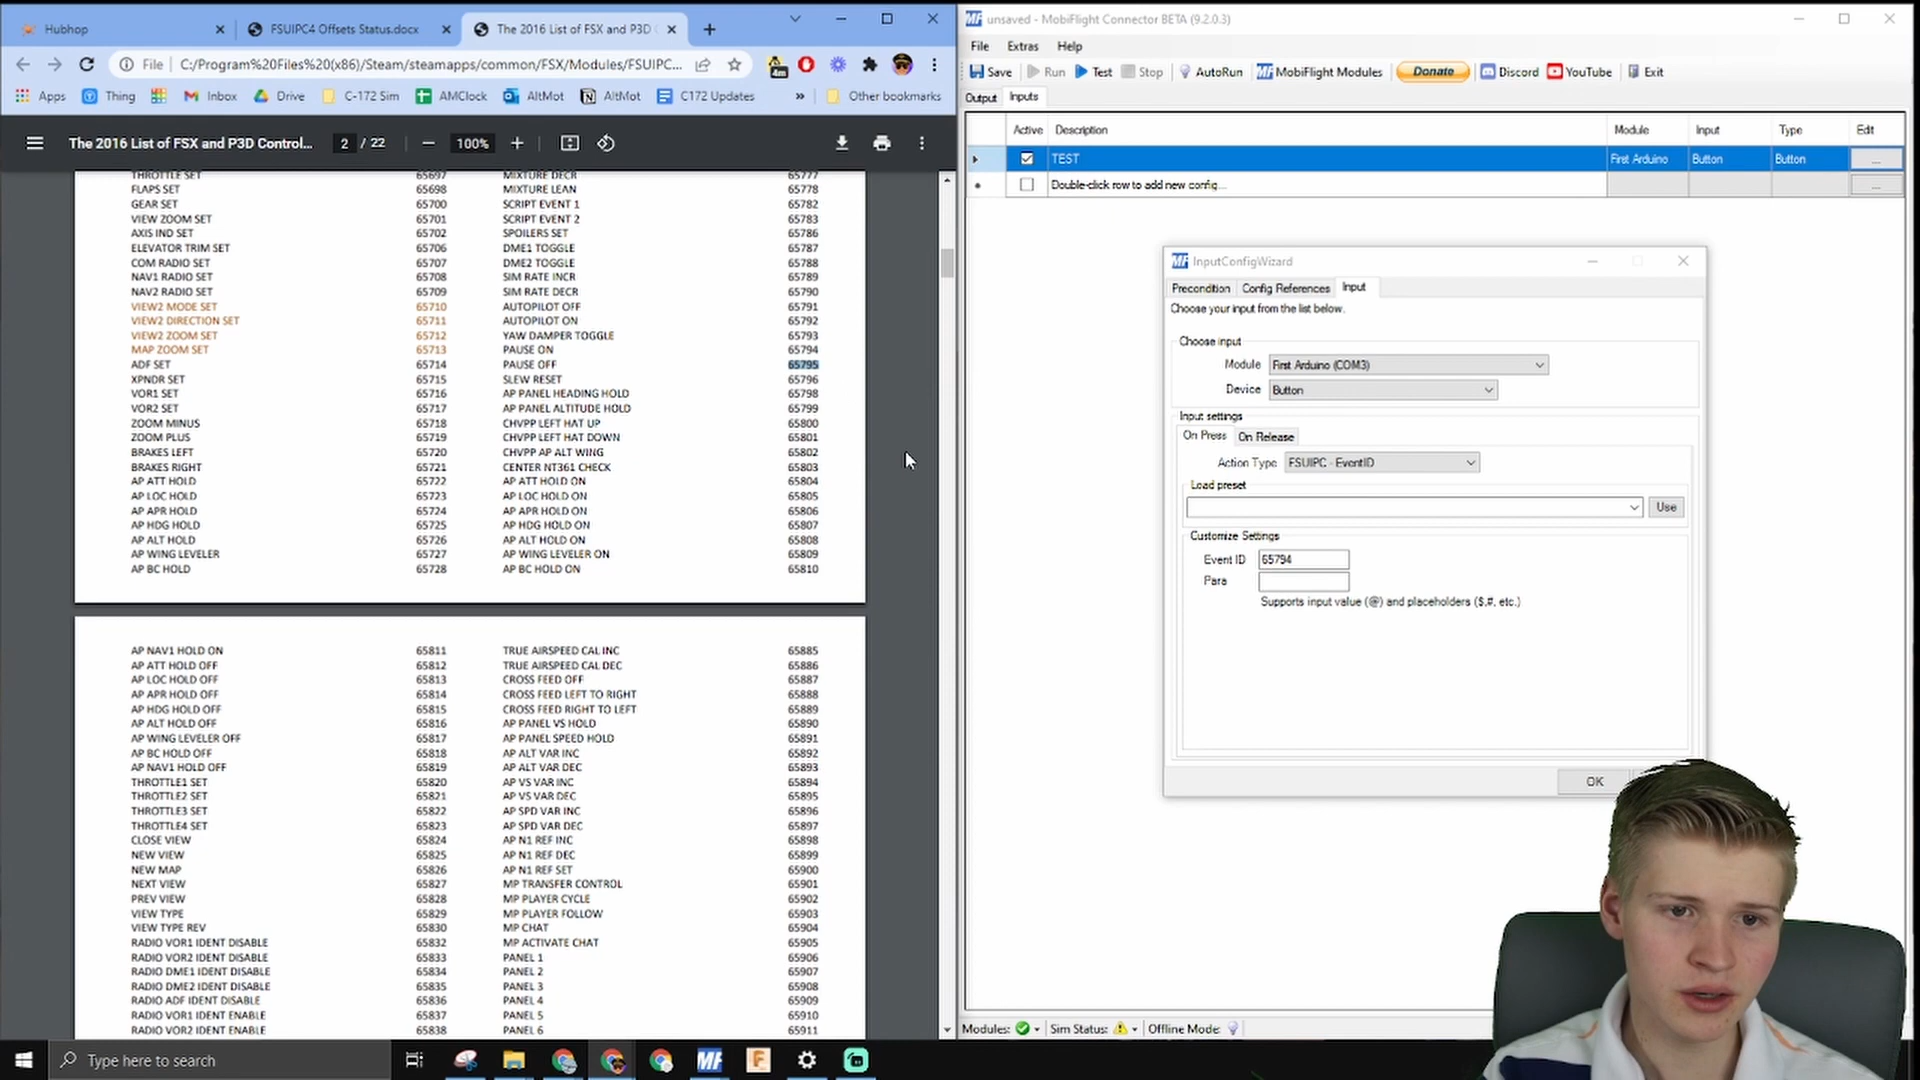 Hubhop
FSUIPC4 Offsets Status.docx
The 2016 List of FSX and P3D C
File
C:/Program%20Files%20(x86)/Steam/steamapps/common/FSX/Modules/FSUIPC...
4m
Apps
Thing
Inbox
Drive
C-172 Sim
AMClock
AltMot
AltMot
C172 Updates
»
Other bookmarks
The 2016 List of FSX and P3D Control...
2 / 22
100%
THROTTLE SET 65697 MIXTURE DECR 65777
FLAPS SET 65698 MIXTURE LEAN 65778
GEAR SET 65700 SCRIPT EVENT 1 65782
VIEW ZOOM SET 65701 SCRIPT EVENT 2 65783
AXIS IND SET 65702 SPOILERS SET 65786
ELEVATOR TRIM SET 65706 DME1 TOGGLE 65787
COM RADIO SET 65707 DME2 TOGGLE 65788
NAV1 RADIO SET 65708 SIM RATE INCR 65789
NAV2 RADIO SET 65709 SIM RATE DECR 65790
VIEW2 MODE SET 65710 AUTOPILOT OFF 65791
VIEW2 DIRECTION SET 65711 AUTOPILOT ON 65792
VIEW2 ZOOM SET 65712 YAW DAMPER TOGGLE 65793
MAP ZOOM SET 65713 PAUSE ON 65794
ADF SET 65714 PAUSE OFF 65795
XPNDR SET 65715 SLEW RESET 65796
VOR1 SET 65716 AP PANEL HEADING HOLD 65798
VOR2 SET 65717 AP PANEL ALTITUDE HOLD 65799
ZOOM MINUS 65718 CHVPP LEFT HAT UP 65800
ZOOM PLUS 65719 CHVPP LEFT HAT DOWN 65801
BRAKES LEFT 65720 CHVPP AP ALT WING 65802
BRAKES RIGHT 65721 CENTER NT361 CHECK 65803
AP ATT HOLD 65722 AP ATT HOLD ON 65804
AP LOC HOLD 65723 AP LOC HOLD ON 65805
AP APR HOLD 65724 AP APR HOLD ON 65806
AP HDG HOLD 65725 AP HDG HOLD ON 65807
AP ALT HOLD 65726 AP ALT HOLD ON 65808
AP WING LEVELER 65727 AP WING LEVELER ON 65809
AP BC HOLD 65728 AP BC HOLD ON 65810
AP NAV1 HOLD ON 65811 TRUE AIRSPEED CAL INC 65885
AP ATT HOLD OFF 65812 TRUE AIRSPEED CAL DEC 65886
AP LOC HOLD OFF 65813 CROSS FEED OFF 65887
AP APR HOLD OFF 65814 CROSS FEED LEFT TO RIGHT 65888
AP HDG HOLD OFF 65815 CROSS FEED RIGHT TO LEFT 65889
AP ALT HOLD OFF 65816 AP PANEL VS HOLD 65890
AP WING LEVELER OFF 65817 AP PANEL SPEED HOLD 65891
AP BC HOLD OFF 65818 AP ALT VAR INC 65892
AP NAV1 HOLD OFF 65819 AP ALT VAR DEC 65893
THROTTLE1 SET 65820 AP VS VAR INC 65894
THROTTLE2 SET 65821 AP VS VAR DEC 65895
THROTTLE3 SET 65822 AP SPD VAR INC 65896
THROTTLE4 SET 65823 AP SPD VAR DEC 65897
CLOSE VIEW 65824 AP N1 REF INC 65898
NEW VIEW 65825 AP N1 REF DEC 65899
NEW MAP 65826 AP N1 REF SET 65900
NEXT VIEW 65827 MP TRANSFER CONTROL 65901
PREV VIEW 65828 MP PLAYER CYCLE 65902
VIEW TYPE 65829 MP PLAYER FOLLOW 65903
VIEW TYPE REV 65830 MP CHAT 65904
RADIO VOR1 IDENT DISABLE 65832 MP ACTIVATE CHAT 65905
RADIO VOR2 IDENT DISABLE 65833 PANEL 1 65906
RADIO DME1 IDENT DISABLE 65834 PANEL 2 65907
RADIO DME2 IDENT DISABLE 65835 PANEL 3 65908
RADIO ADF IDENT DISABLE 65836 PANEL 4 65909
RADIO VOR1 IDENT ENABLE 65837 PANEL 5 65910
RADIO VOR2 IDENT ENABLE 65838 PANEL 6 65911
MF unsaved - MobiFlight Connector BETA (9.2.0.3)
File Extras Help
Save Run Test Stop AutoRun MF MobiFlight Modules Donate Discord YouTube Exit
Output Inputs
Active Description Module Input Type Edit
TEST First Arduino Button Button ...
Double-click row to add new config... ...
MF InputConfigWizard
Precondition Config References Input
Choose your input from the list below.
Choose input
Module First Arduino (COM3)
Device Button
Input settings
On Press On Release
Action Type FSUIPC - EventID
Load preset
Use
Customize Settings
Event ID 65794
Para
Supports input value (@) and placeholders ($,#, etc.)
OK
Modules: Sim Status: Offline Mode:
Type here to search
MF
F